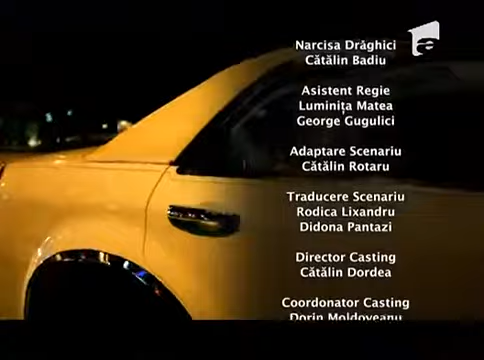 Narcisa Drăghici
Cătălin Badiu
Asistent Regie
Luminița Matea
George Gugulici
Adaptare Scenariu
Cătălin Rotaru
Traducere Scenariu
Rodica Lixandru
Didona Pantazi
Director Casting
Cătălin Dordea
Coordonator Casting
Dorin Moldoveanu